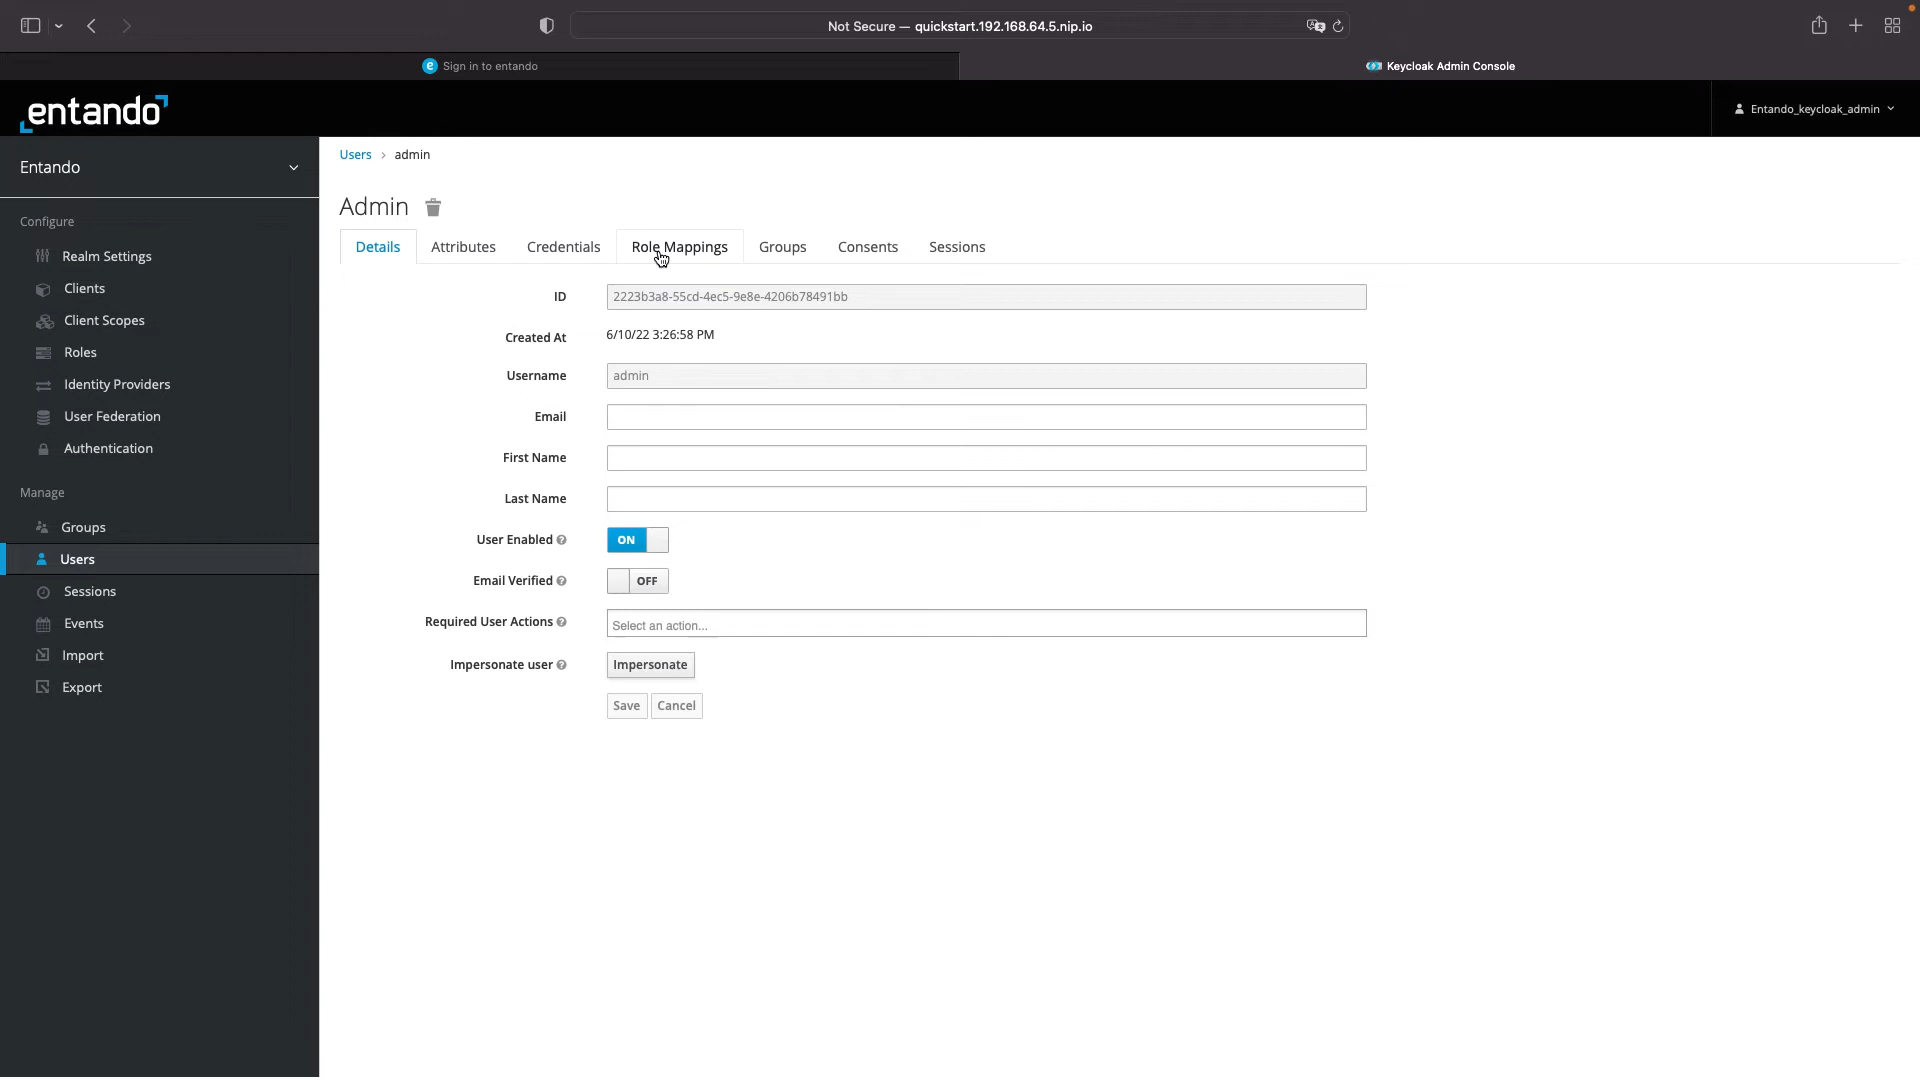 Not Secure — quickstart.192.168.64.5.nip.io
Sign in to entando
Keycloak Admin Console
entando
Entando_keycloak_admin
Entando
Users > admin
Admin
Configure
Details Attributes Credentials Role Mappings Groups Consents Sessions
Realm Settings
Clients
Client Scopes
Roles
Identity Providers
User Federation
Authentication
Manage
Groups
Users
Sessions
Events
Import
Export
ID 2223b3a8-55cd-4ec5-9e8e-4206b78491bb
Created At 6/10/22 3:26:58 PM
Username admin
Email
First Name
Last Name
User Enabled ON
Email Verified OFF
Required User Actions Select an action...
Impersonate user Impersonate
Save Cancel